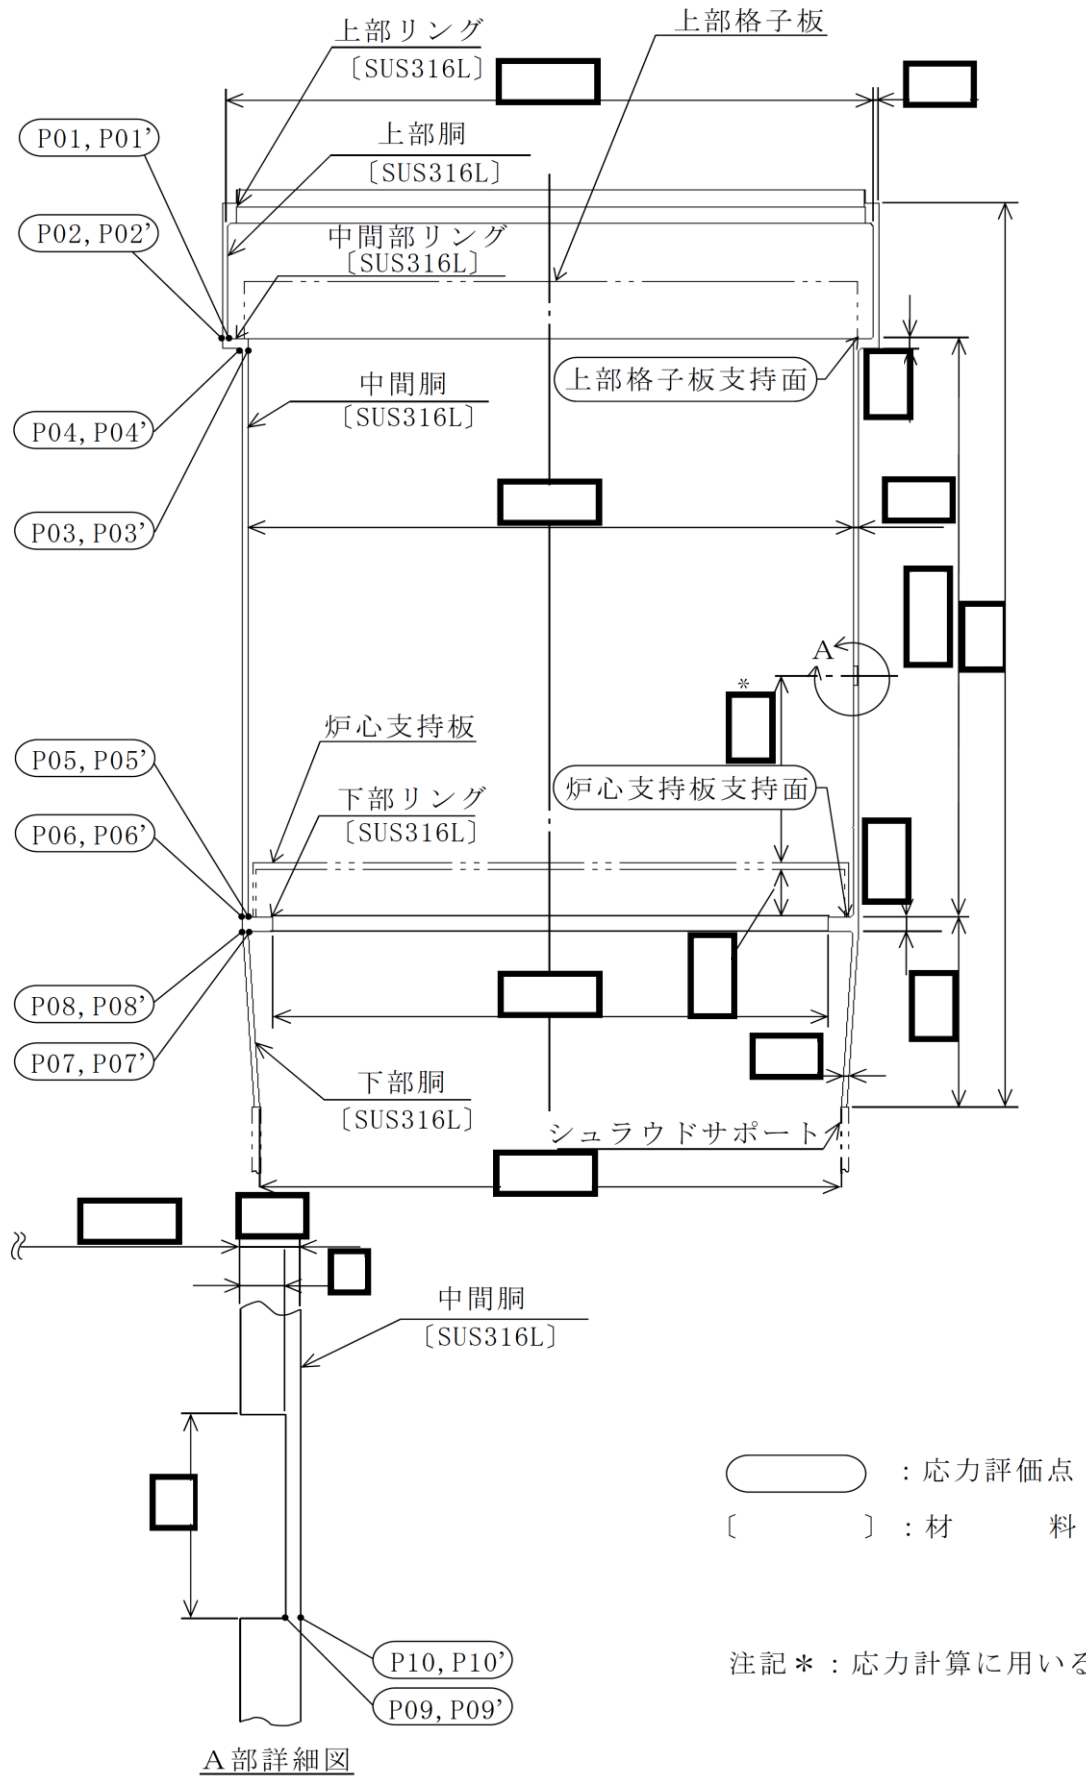 上部リング
〔SUS316L〕
上部格子板
P01, P01’
上部胴
〔SUS316L〕
P02, P02’
中間部リング
〔SUS316L〕
中間胴
〔SUS316L〕
上部格子板支持面
P04, P04’
P03, P03’
A
*
炉心支持板
P05, P05’
炉心支持板支持面
下部リング
〔SUS316L〕
P06, P06’
P08, P08’
P07, P07’
下部胴
〔SUS316L〕
シュラウドサポート
中間胴
〔SUS316L〕
：応力評価点
〔　　　〕：材　　料
P10, P10’
P09, P09’
注記＊：応力計算に用いる
A部詳細図